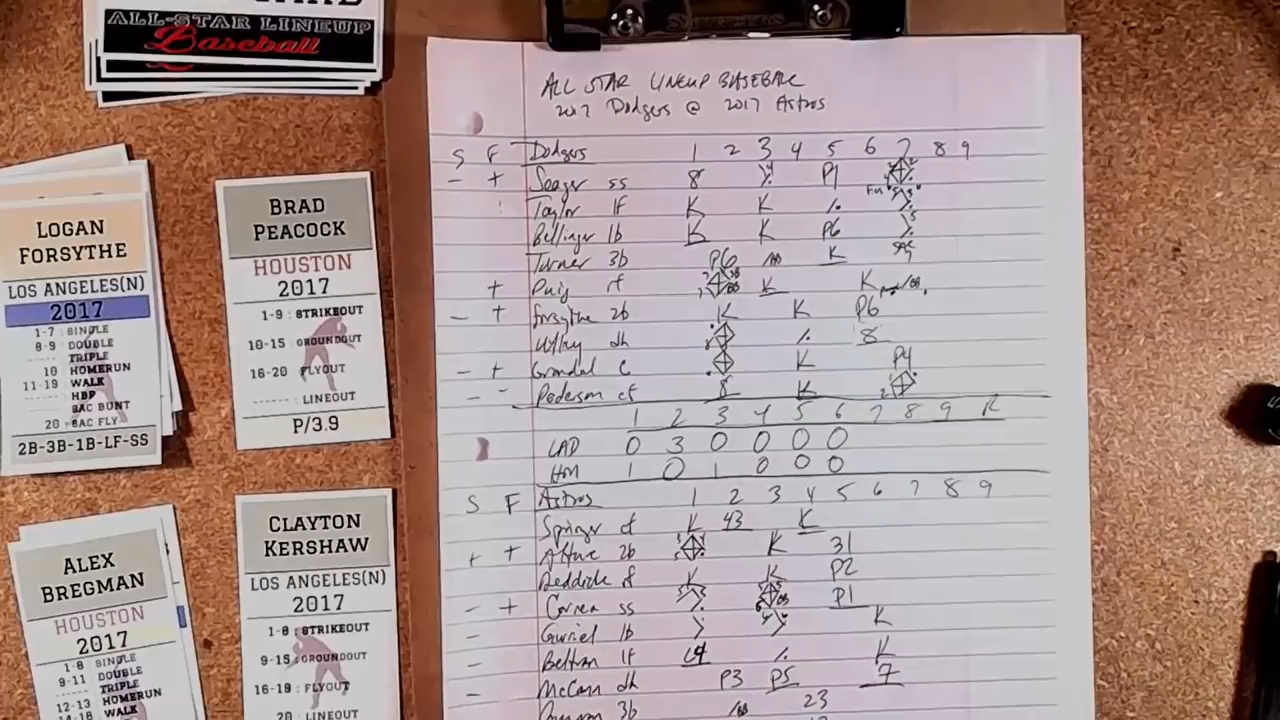 ALL-STAR LINEUP
Baseball
LOGAN
FORSYTHE
LOS ANGELES(N)
2017
1-7 : SINGLE
8-9 : DOUBLE
----- TRIPLE
10 HOMERUN
11-19 : WALK
HBP
SAC BUNT
20 : SAC FLY
2B-3B-1B-LF-SS
BRAD
PEACOCK
HOUSTON
2017
1-9 : STRIKEOUT
10-15 : GROUNDOUT
16-20 : FLYOUT
------ LINEOUT
P/3.9
ALEX
BREGMAN
HOUSTON
2017
1-8 : SINGLE
9-11 : DOUBLE
TRIPLE
12-13 : HOMERUN
14-18 : WALK
CLAYTON
KERSHAW
LOS ANGELES(N)
2017
1-8 : STRIKEOUT
9-15 : GROUNDOUT
16-19 : FLYOUT
20 : LINEOUT
ALL STAR LINEUP BASEBALL
2017 Dodgers @ 2017 Astros
S F Dodgers 1 2 3 4 5 6 7 8 9
- + Seager ss 8 P1
Taylor lf K K
Bellinger 1b K K P6
Turner 3b P6 K SAC
+ Puig rf K K
- + Forsythe 2b K K P6
Utley dh 8
- + Grandal c K P4
- - Pederson cf 8 K
1 2 3 4 5 6 7 8 9 R
LAD 0 3 0 0 0 0
HOU 1 0 1 0 0 0
S F Astros 1 2 3 4 5 6 7 8 9
Springer cf K 43 K
+ + Altuve 2b K 31
Reddick rf K K P2
- + Correa ss P1
- Gurriel 1b K
- Beltran lf L4 K
- McCann dh P3 P5 7
3b 23